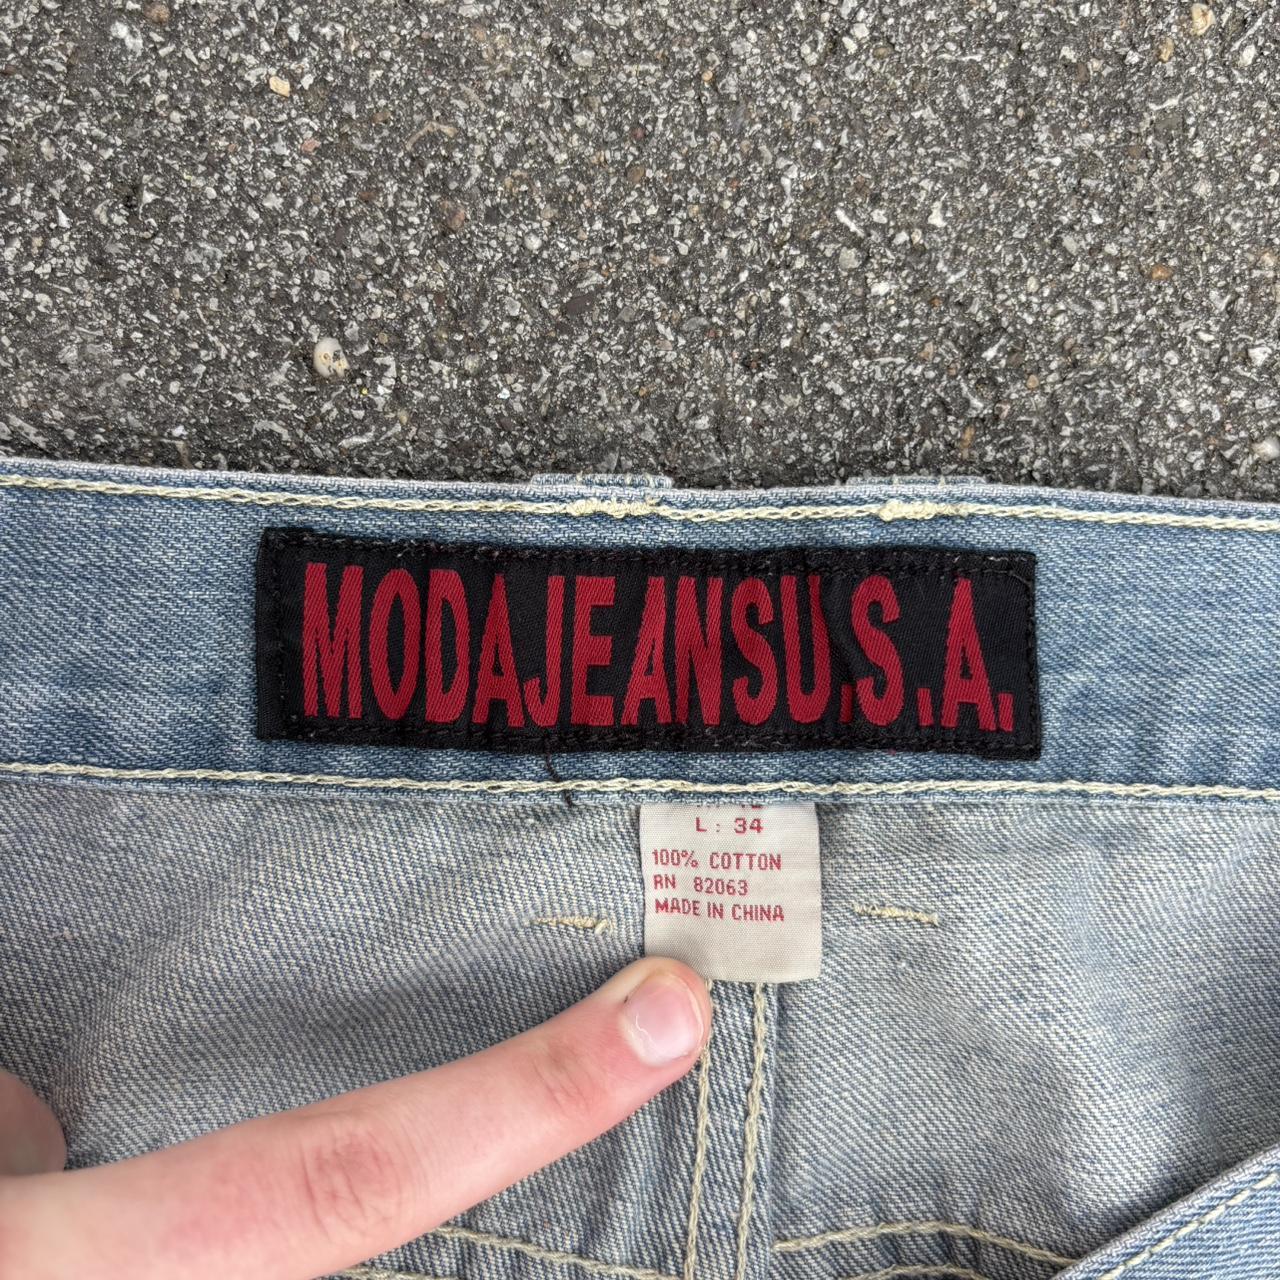 MODAJEANSU.S.A.
L: 34
100% COTTON
RN 82063
MADE IN CHINA